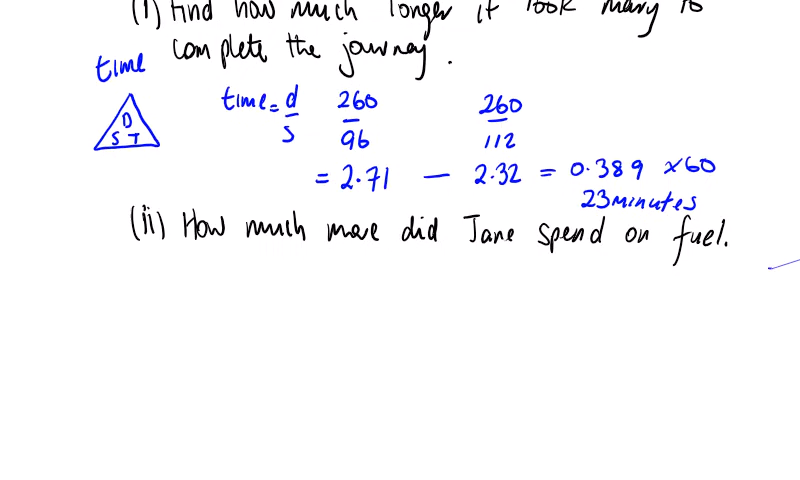 (i) Find how much longer it took Mary to
complete the journey.
time
D
S T
time = d/s 260/96 260/112
= 2.71 — 2.32 = 0.389 x60
23minutes
(ii) How much more did Jane spend on fuel.